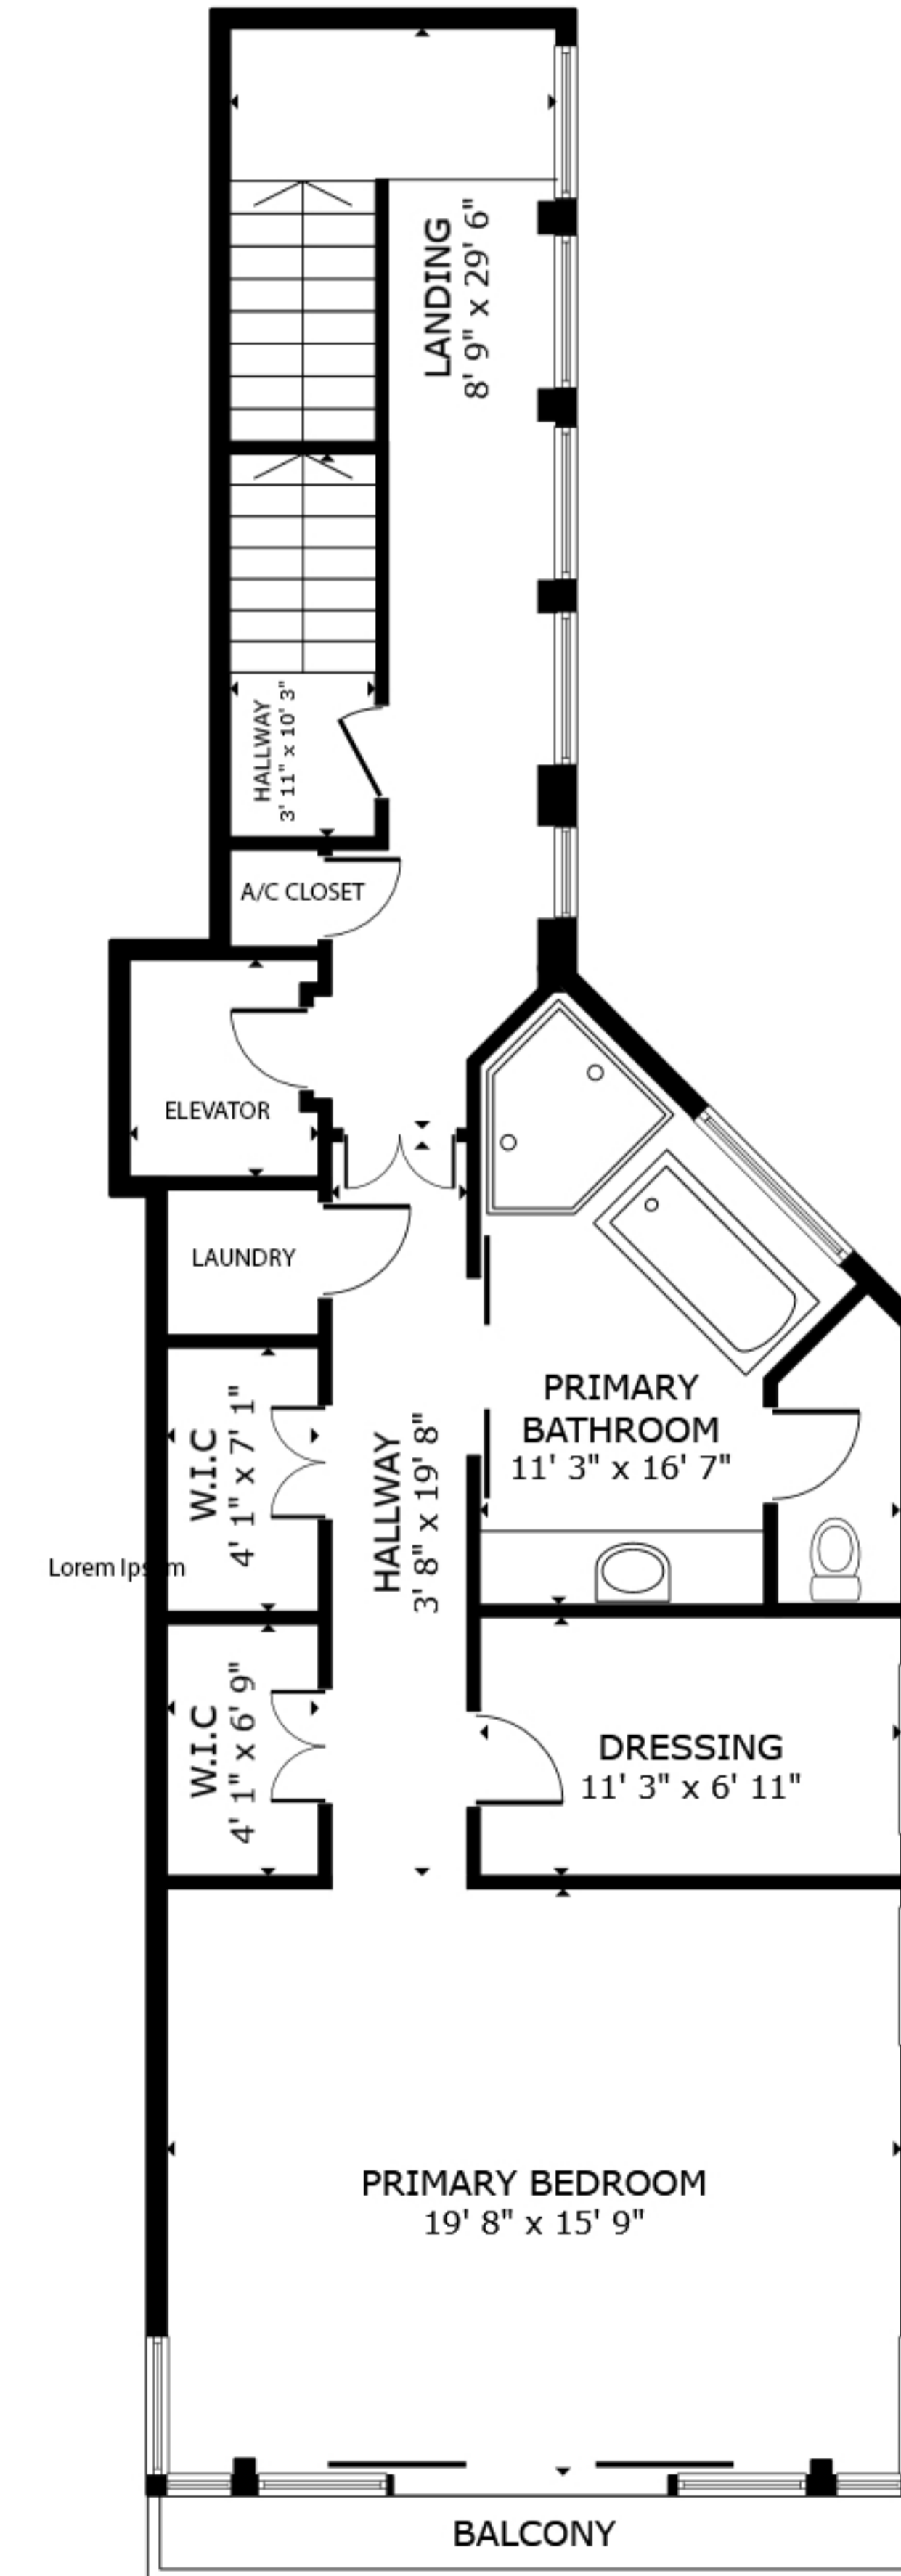 LANDING
8' 9" x 29' 6"
HALLWAY
3' 11" x 10' 3"
A/C CLOSET
ELEVATOR
LAUNDRY
PRIMARY
BATHROOM
11' 3" x 16' 7"
W.I.C
4' 1" x 7' 1"
HALLWAY
3' 8" x 19' 8"
Lorem Ipsum
W.I.C
4' 1" x 6' 9"
DRESSING
11' 3" x 6' 11"
PRIMARY BEDROOM
19' 8" x 15' 9"
BALCONY